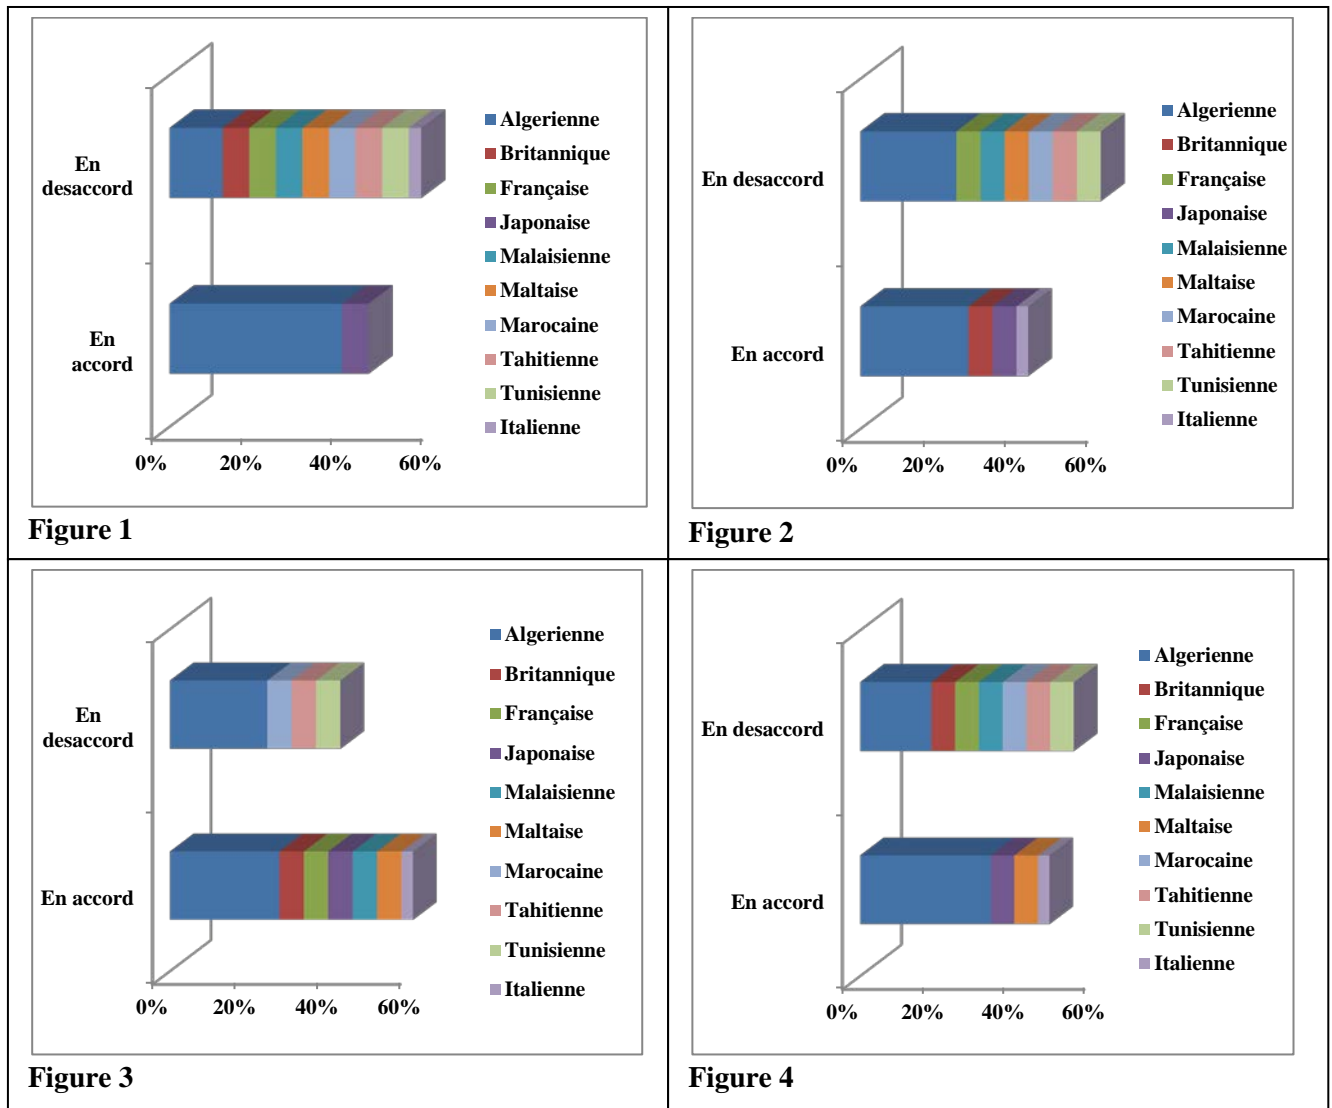 En
desaccord
En
accord
0% 20% 40% 60%
Algerienne
Britannique
Française
Japonaise
Malaisienne
Maltaise
Marocaine
Tahitienne
Tunisienne
Italienne
Figure 1
En desaccord
En accord
0% 20% 40% 60%
Algerienne
Britannique
Française
Japonaise
Malaisienne
Maltaise
Marocaine
Tahitienne
Tunisienne
Italienne
Figure 2
En
desaccord
En accord
0% 20% 40% 60%
Algerienne
Britannique
Française
Japonaise
Malaisienne
Maltaise
Marocaine
Tahitienne
Tunisienne
Italienne
Figure 3
En desaccord
En accord
0% 20% 40% 60%
Algerienne
Britannique
Française
Japonaise
Malaisienne
Maltaise
Marocaine
Tahitienne
Tunisienne
Italienne
Figure 4